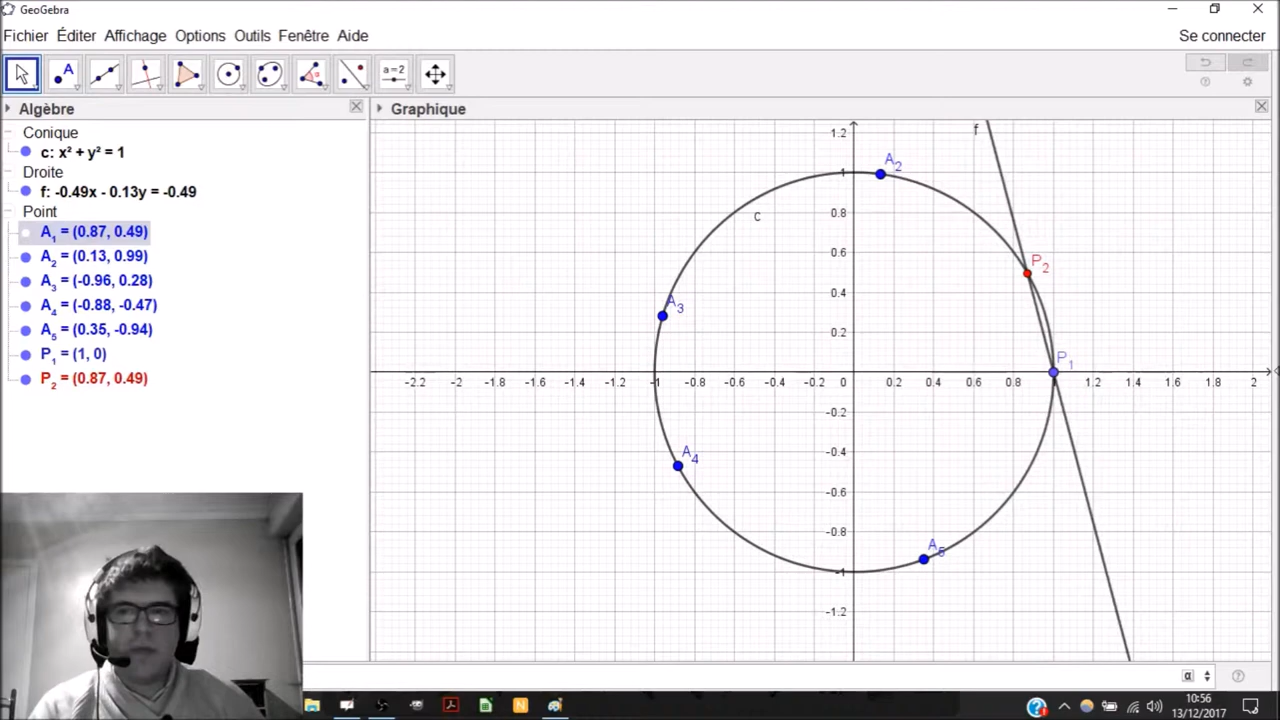 GeoGebra
Fichier Éditer Affichage Options Outils Fenêtre Aide Se connecter
A a=2
Algèbre
Conique
c: x² + y² = 1
Droite
f: -0.49x - 0.13y = -0.49
Point
A₁ = (0.87, 0.49)
A₂ = (0.13, 0.99)
A₃ = (-0.96, 0.28)
A₄ = (-0.88, -0.47)
A₅ = (0.35, -0.94)
P₁ = (1, 0)
P₂ = (0.87, 0.49)
Graphique
f
1.2
A₂
1
c
0.8
0.6
P₂
0.4
A₃
0.2
P₁
-2.2 -2 -1.8 -1.6 -1.4 -1.2 -1 -0.8 -0.6 -0.4 -0.2 0 0.2 0.4 0.6 0.8 1 1.2 1.4 1.6 1.8 2
-0.2
-0.4
A₄
-0.6
-0.8
A₅
-1
-1.2
α
N
10:56
13/12/2017